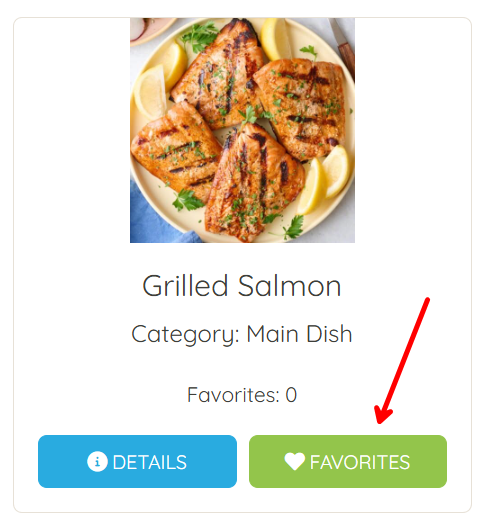 Grilled Salmon
Category: Main Dish
Favorites: 0
DETAILS
FAVORITES